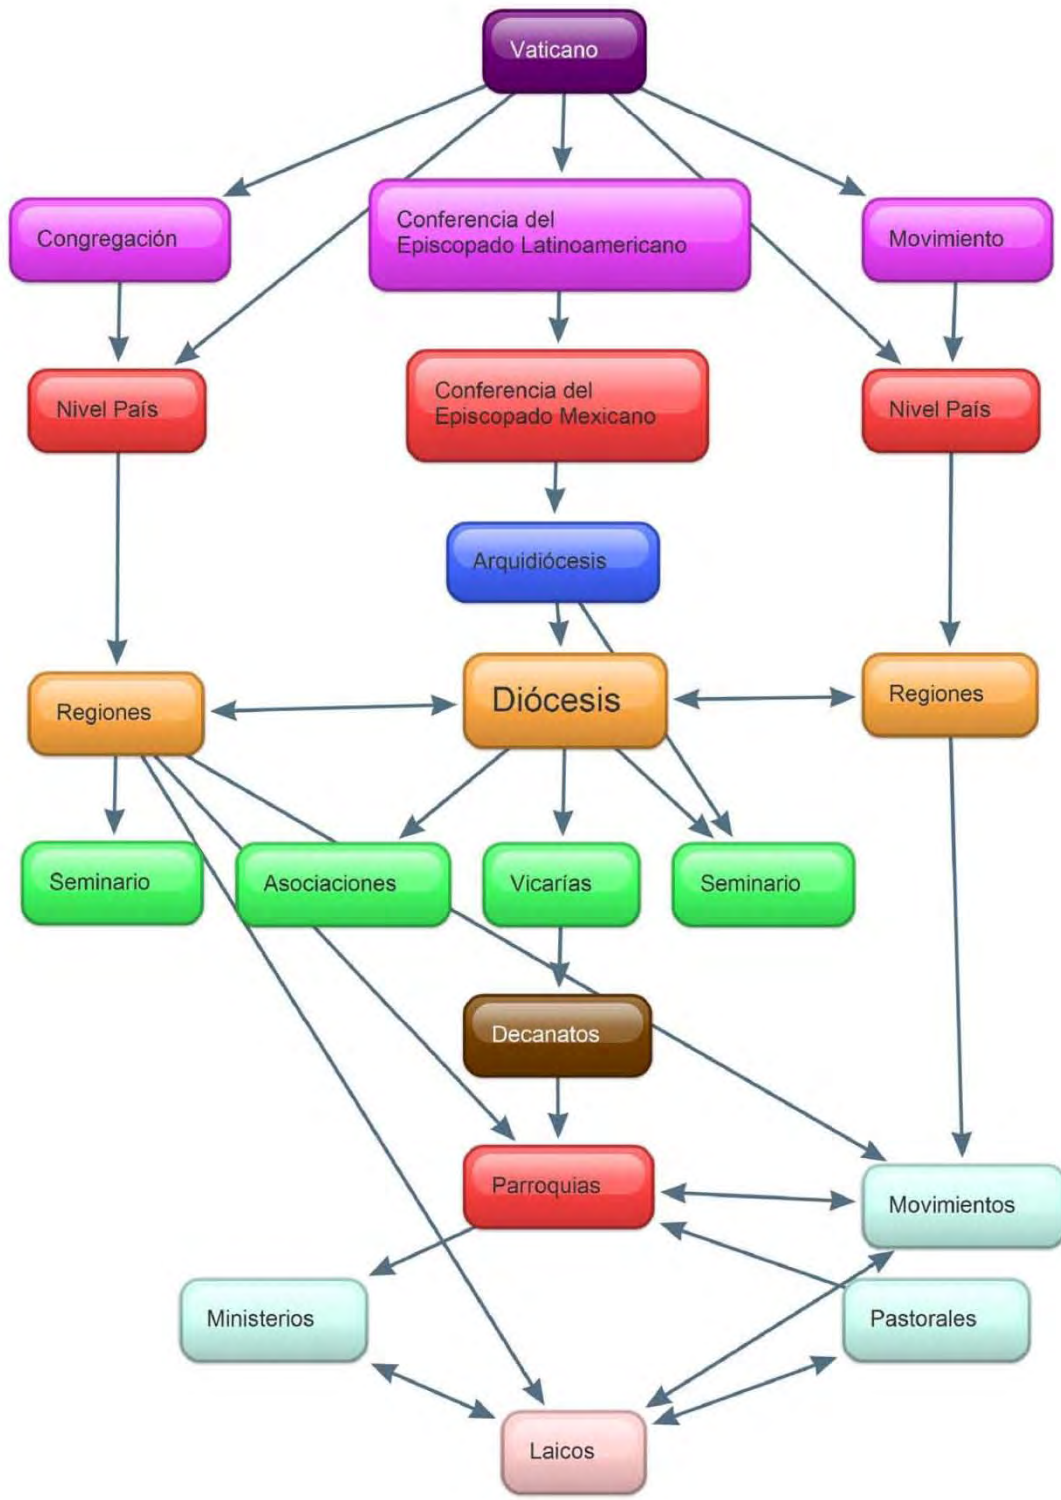 Vaticano
Congregación
Conferencia del
Episcopado Latinoamericano
Movimiento
Nivel País
Conferencia del
Episcopado Mexicano
Nivel País
Arquidiócesis
Regiones
Diócesis
Regiones
Seminario
Asociaciones
Vicarías
Seminario
Decanatos
Parroquias
Movimientos
Ministerios
Pastorales
Laicos